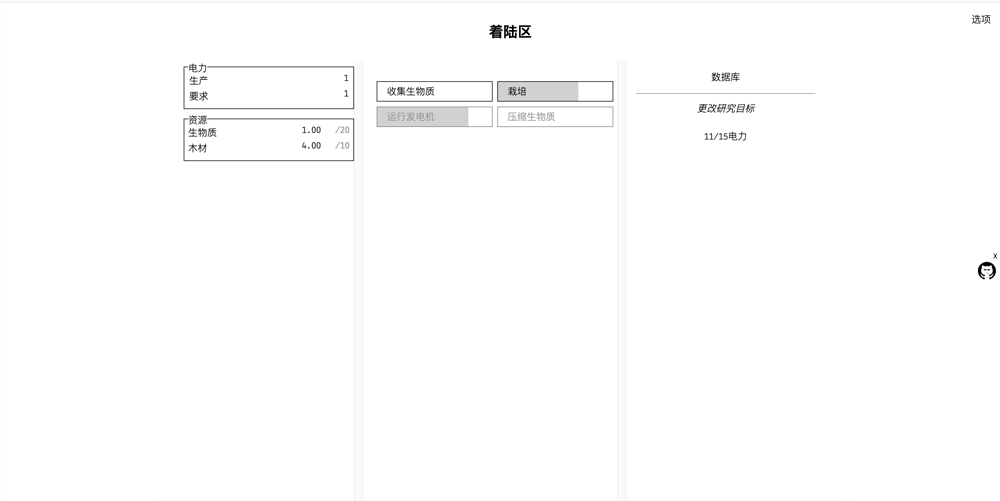 选项
着陆区
电力
生产 1
要求 1
资源
生物质 1.00 /20
木材 4.00 /10
收集生物质 栽培
运行发电机 压缩生物质
数据库
更改研究目标
11/15电力
x